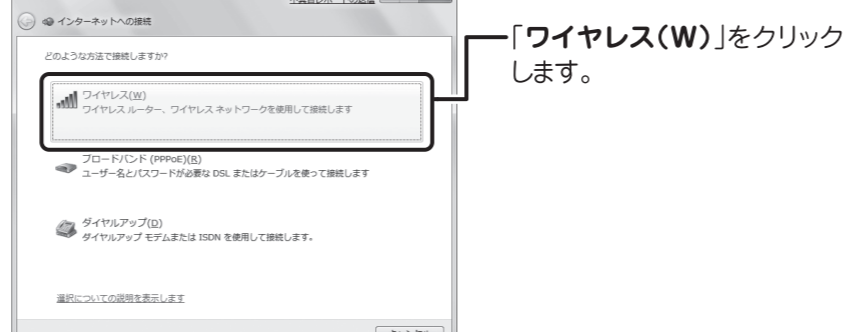 インターネットへの接続
どのような方法で接続しますか?
ワイヤレス(W)
ワイヤレス ルーター、ワイヤレス ネットワークを使用して接続します
ブロードバンド (PPPoE)(R)
ユーザー名とパスワードが必要な DSL またはケーブルを使って接続します
ダイヤルアップ(D)
ダイヤルアップ モデムまたは ISDN を使用して接続します。
選択についての説明を表示します
「ワイヤレス(W)」をクリック
します。